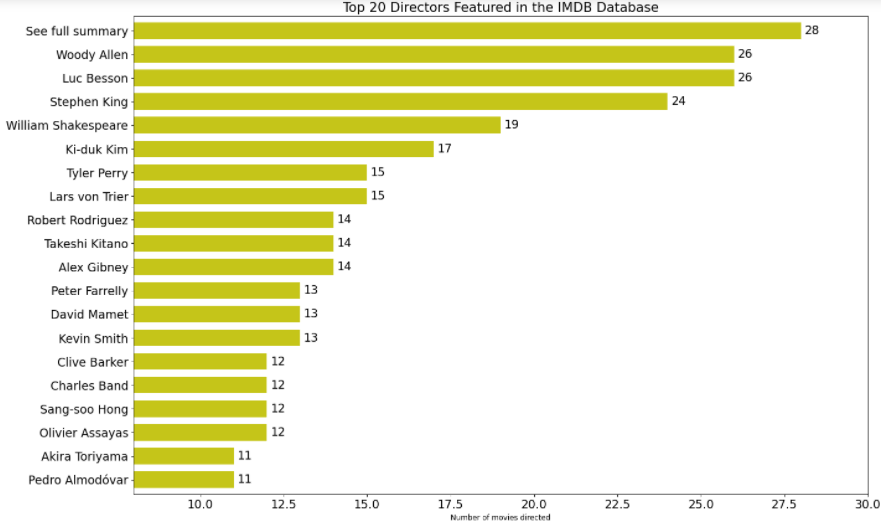 Top 20 Directors Featured in the IMDB Database
See full summary 28
Woody Allen 26
Luc Besson 26
Stephen King 24
William Shakespeare 19
Ki-duk Kim 17
Tyler Perry 15
Lars von Trier 15
Robert Rodriguez 14
Takeshi Kitano 14
Alex Gibney 14
Peter Farrelly 13
David Mamet 13
Kevin Smith 13
Clive Barker 12
Charles Band 12
Sang-soo Hong 12
Olivier Assayas 12
Akira Toriyama 11
Pedro Almodóvar 11
10.0 12.5 15.0 17.5 20.0 22.5 25.0 27.5 30.0
Number of movies directed